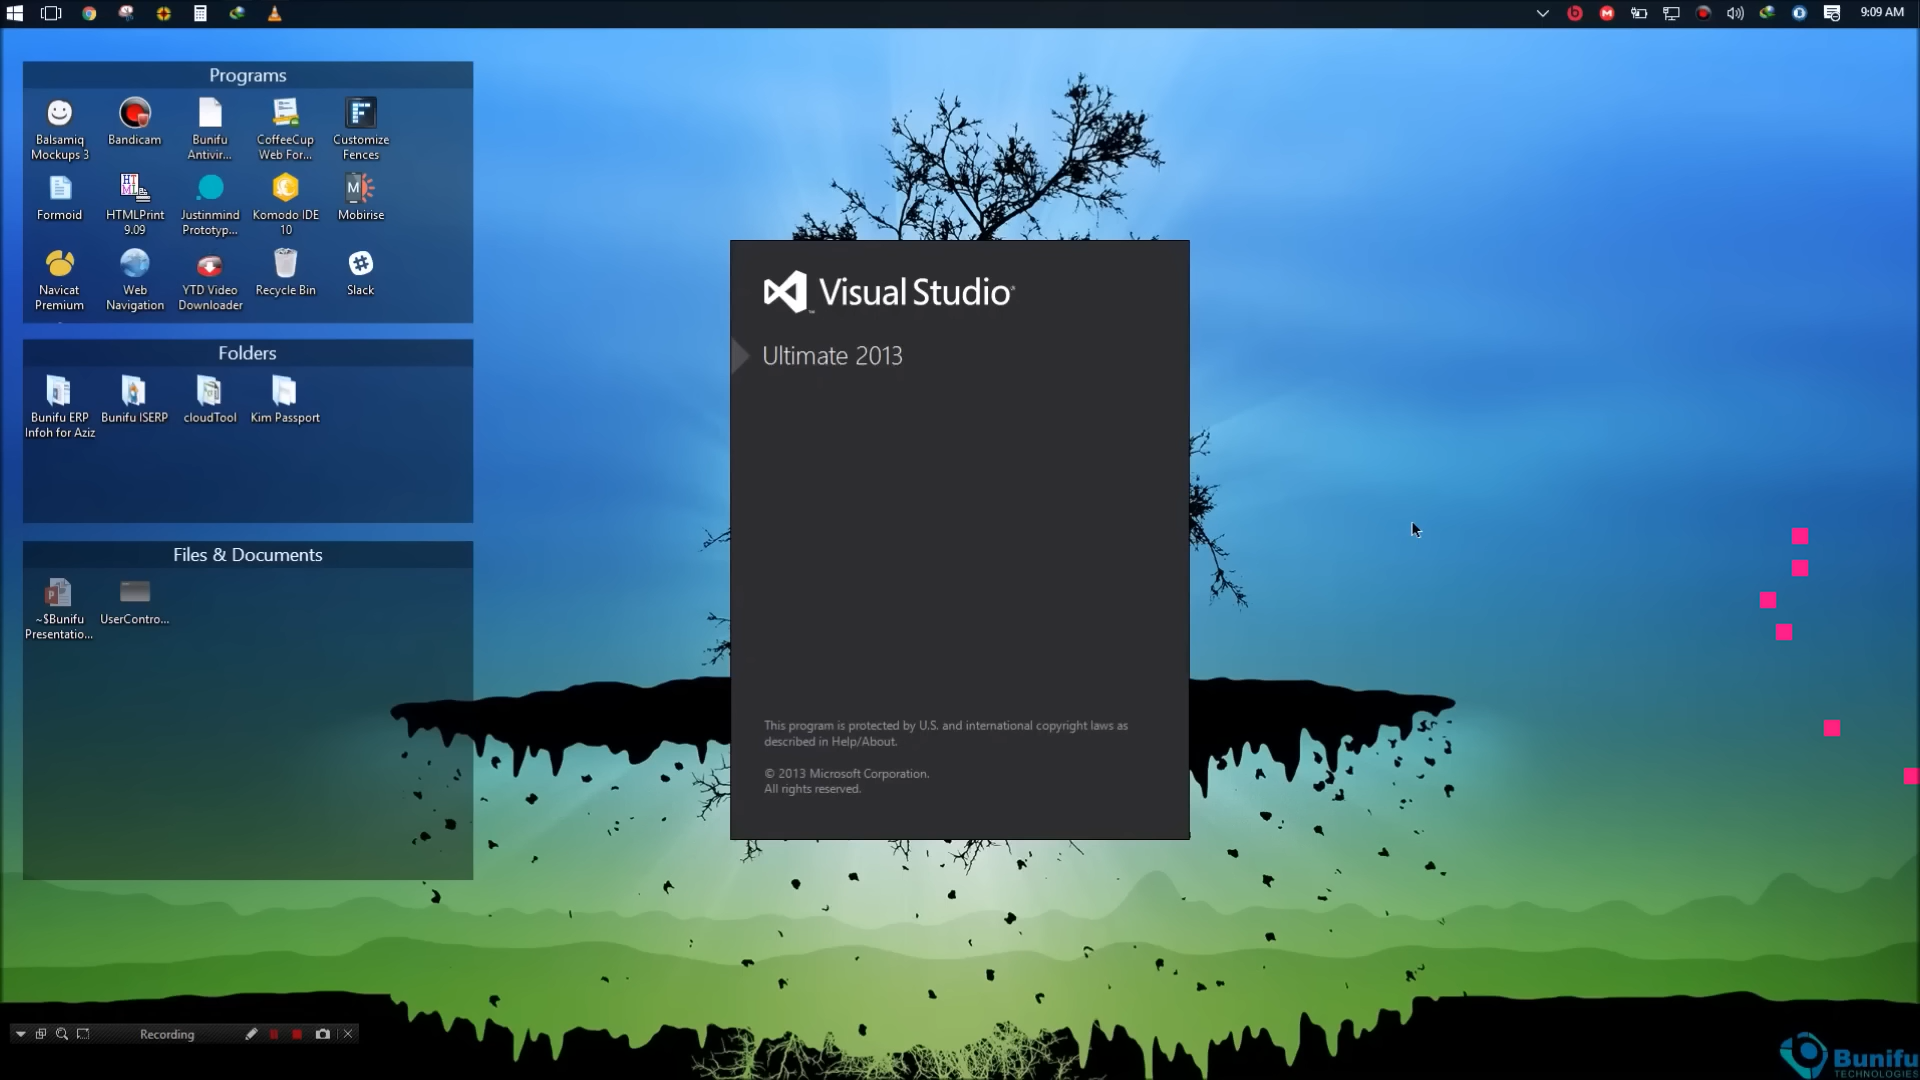 9:09 AM
Programs
Balsamiq
Mockups 3
Bandicam
Bunifu
Antivir...
CoffeeCup
Web For...
Customize
Fences
Formoid
HTMLPrint
9.09
Justinmind
Prototyp...
Komodo IDE
10
Mobirise
Navicat
Premium
Web
Navigation
YTD Video
Downloader
Recycle Bin
Slack
Folders
Bunifu ERP
Infoh for Aziz
Bunifu ISERP
cloudTool
Kim Passport
Files & Documents
~$Bunifu
Presentatio...
UserContro...
Visual Studio
Ultimate 2013
This program is protected by U.S. and international copyright laws as
described in Help/About.
© 2013 Microsoft Corporation.
All rights reserved.
Recording
Bunifu
TECHNOLOGIES